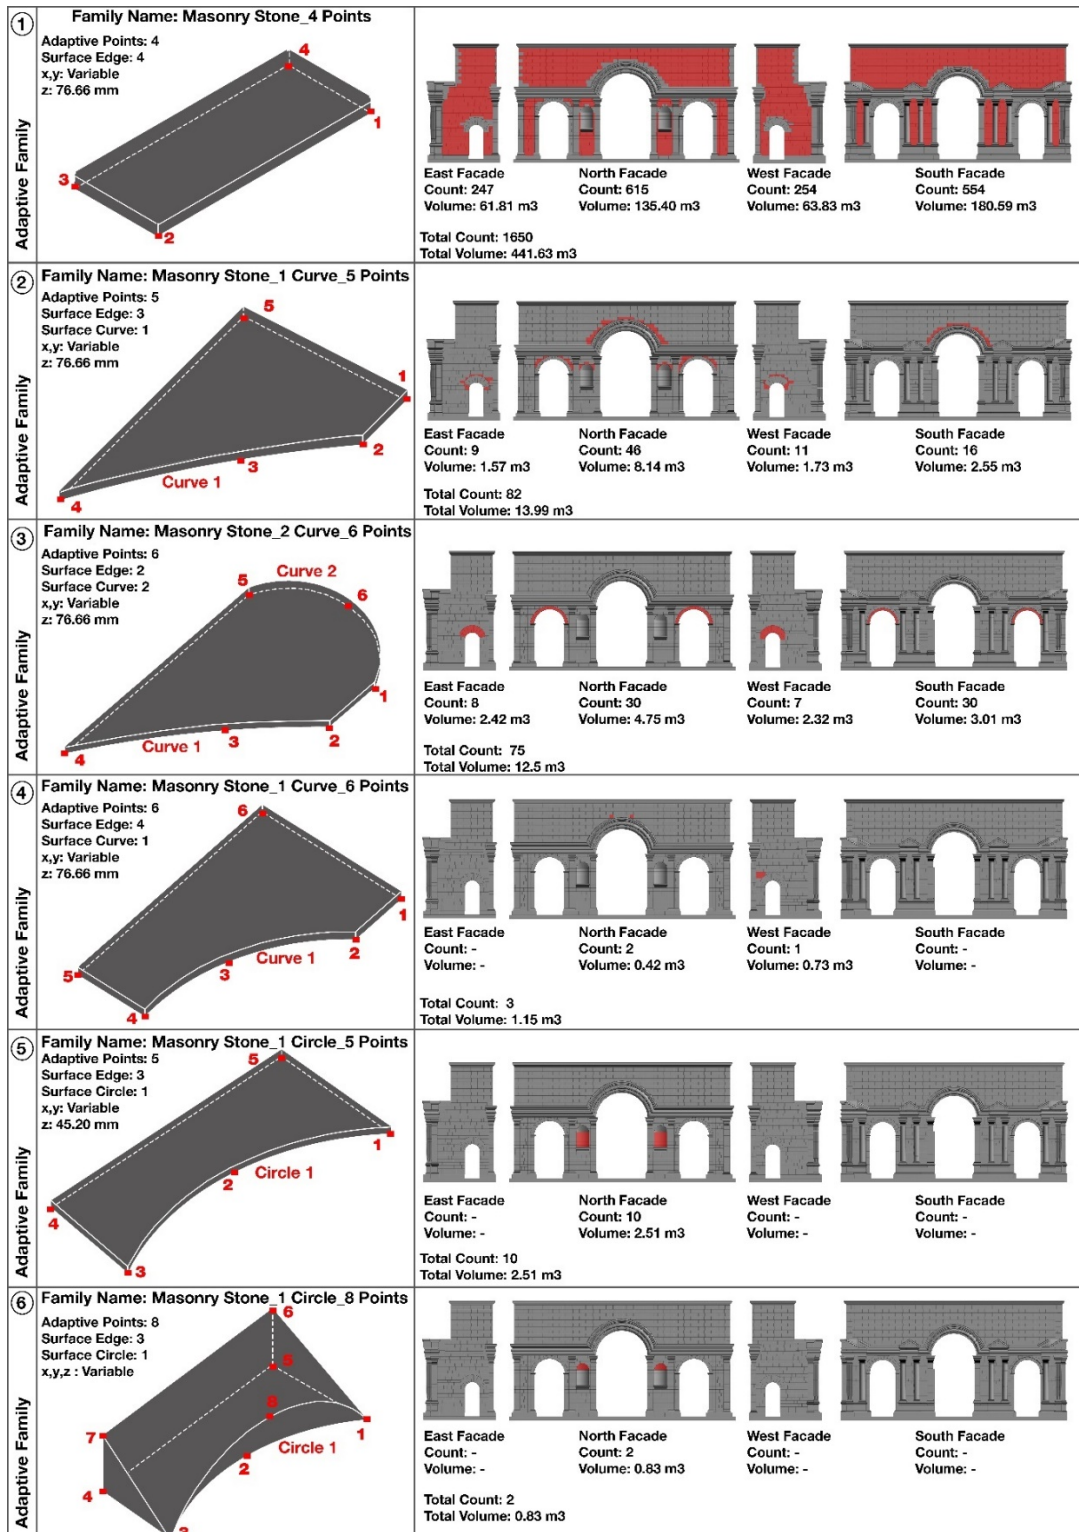 1
Family Name: Masonry Stone_4 Points
Adaptive Points: 4
Surface Edge: 4
x,y: Variable
z: 76.66 mm
Adaptive Family
4
1
3
2
East Facade
Count: 247
Volume: 61.81 m3
North Facade
Count: 615
Volume: 135.40 m3
West Facade
Count: 254
Volume: 63.83 m3
South Facade
Count: 554
Volume: 180.59 m3
Total Count: 1650
Total Volume: 441.63 m3
2
Family Name: Masonry Stone_1 Curve_5 Points
Adaptive Points: 5
Surface Edge: 3
Surface Curve: 1
x,y: Variable
z: 76.66 mm
Adaptive Family
5
1
2
3
Curve 1
4
East Facade
Count: 9
Volume: 1.57 m3
North Facade
Count: 46
Volume: 8.14 m3
West Facade
Count: 11
Volume: 1.73 m3
South Facade
Count: 16
Volume: 2.55 m3
Total Count: 82
Total Volume: 13.99 m3
3
Family Name: Masonry Stone_2 Curve_6 Points
Adaptive Points: 6
Surface Edge: 2
Surface Curve: 2
x,y: Variable
z: 76.66 mm
Adaptive Family
Curve 2
5
6
1
2
3
Curve 1
4
East Facade
Count: 8
Volume: 2.42 m3
North Facade
Count: 30
Volume: 4.75 m3
West Facade
Count: 7
Volume: 2.32 m3
South Facade
Count: 30
Volume: 3.01 m3
Total Count: 75
Total Volume: 12.5 m3
4
Family Name: Masonry Stone_1 Curve_6 Points
Adaptive Points: 6
Surface Edge: 4
Surface Curve: 1
x,y: Variable
z: 76.66 mm
Adaptive Family
6
1
2
Curve 1
3
5
4
East Facade
Count: -
Volume: -
North Facade
Count: 2
Volume: 0.42 m3
West Facade
Count: 1
Volume: 0.73 m3
South Facade
Count: -
Volume: -
Total Count: 3
Total Volume: 1.15 m3
5
Family Name: Masonry Stone_1 Circle_5 Points
Adaptive Points: 5
Surface Edge: 3
Surface Circle: 1
x,y: Variable
z: 45.20 mm
Adaptive Family
5
1
2
Circle 1
4
3
East Facade
Count: -
Volume: -
North Facade
Count: 10
Volume: 2.51 m3
West Facade
Count: -
Volume: -
South Facade
Count: -
Volume: -
Total Count: 10
Total Volume: 2.51 m3
6
Family Name: Masonry Stone_1 Circle_8 Points
Adaptive Points: 8
Surface Edge: 3
Surface Circle: 1
x,y,z : Variable
Adaptive Family
6
5
8
7
Circle 1
1
2
4
3
East Facade
Count: -
Volume: -
North Facade
Count: 2
Volume: 0.83 m3
West Facade
Count: -
Volume: -
South Facade
Count: -
Volume: -
Total Count: 2
Total Volume: 0.83 m3